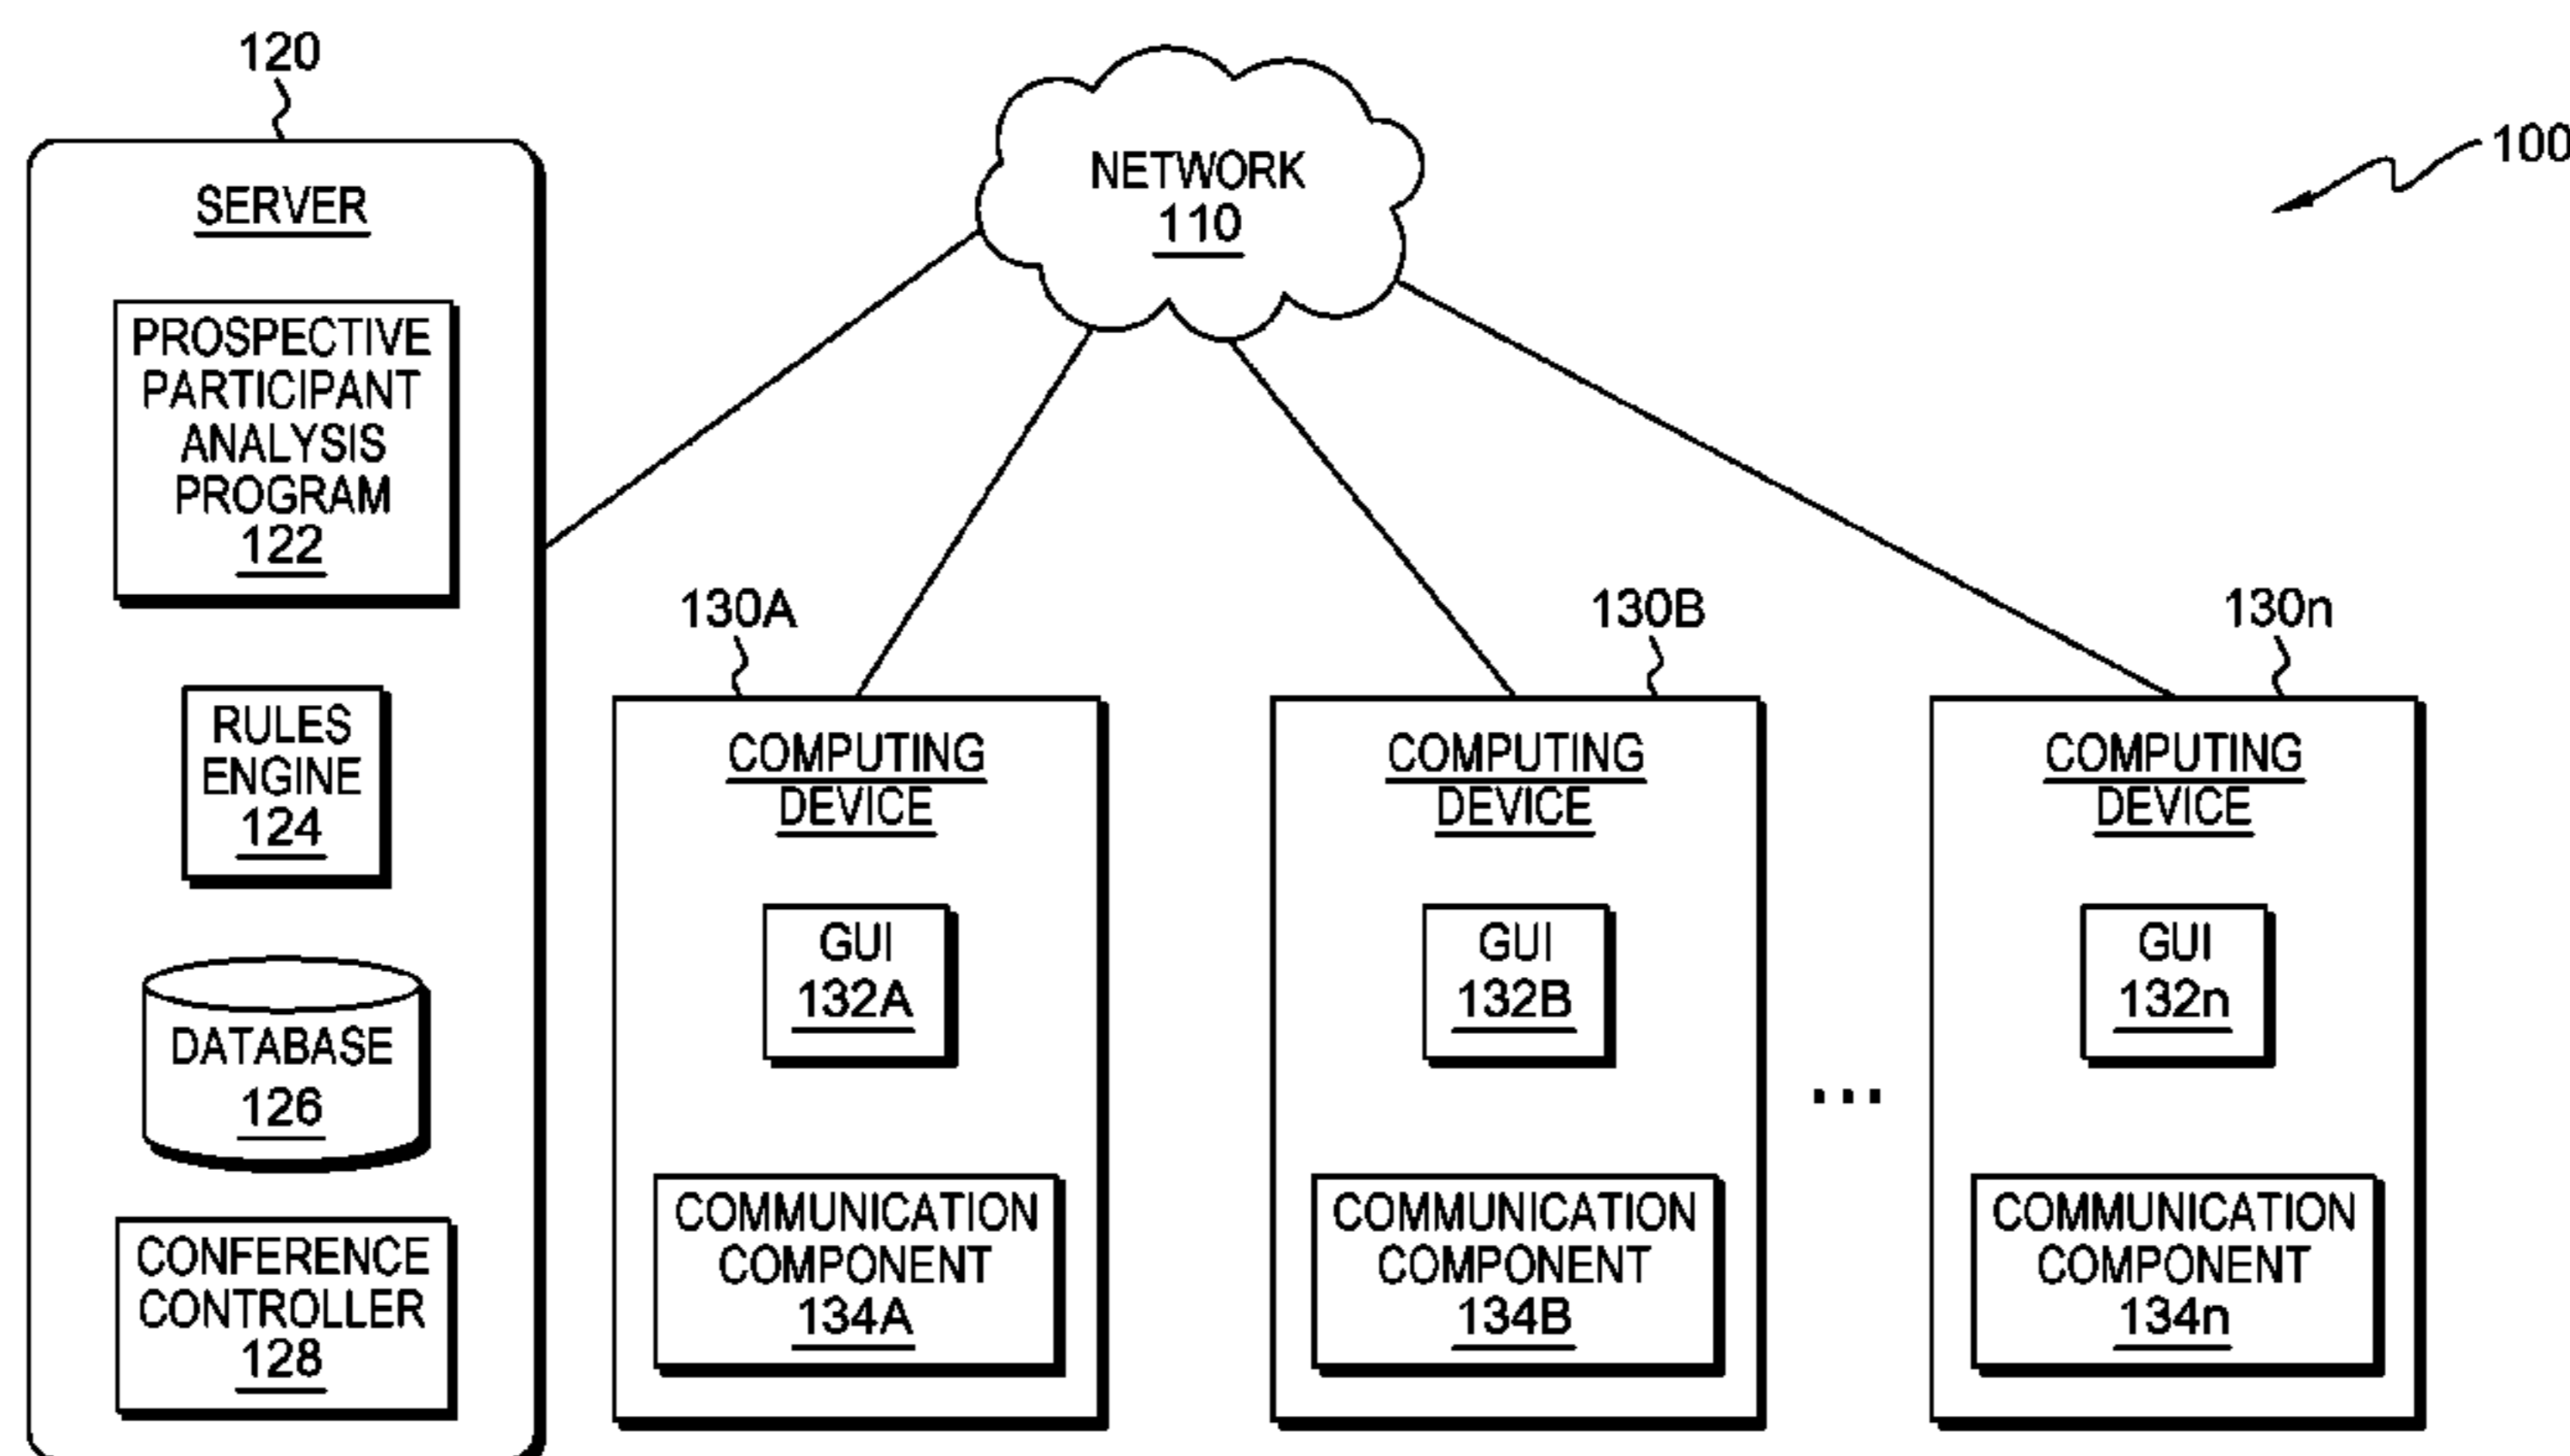 120
SERVER
PROSPECTIVE
PARTICIPANT
ANALYSIS
PROGRAM
122
RULES
ENGINE
124
DATABASE
126
CONFERENCE
CONTROLLER
128
NETWORK
110
100
130A
COMPUTING
DEVICE
GUI
132A
COMMUNICATION
COMPONENT
134A
130B
COMPUTING
DEVICE
GUI
132B
COMMUNICATION
COMPONENT
134B
...
130n
COMPUTING
DEVICE
GUI
132n
COMMUNICATION
COMPONENT
134n